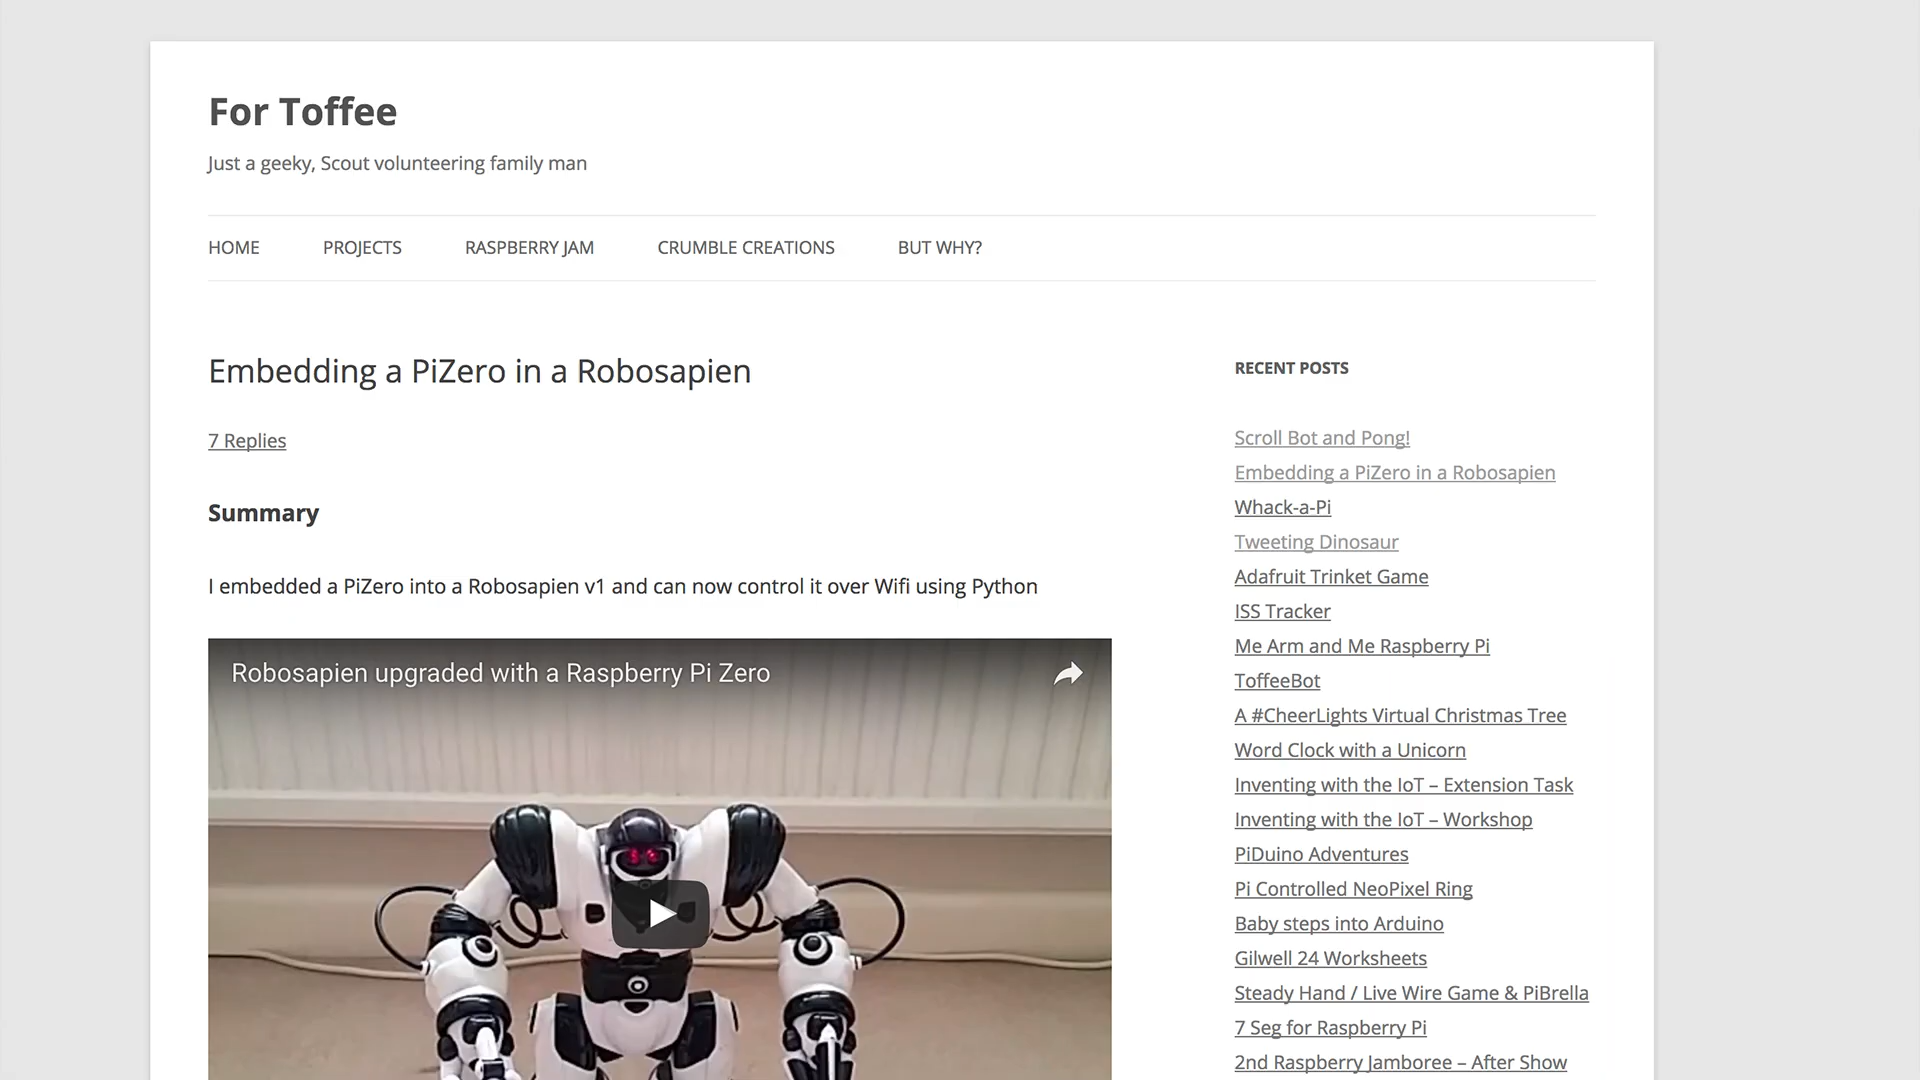 For Toffee
Just a geeky, Scout volunteering family man
HOME PROJECTS RASPBERRY JAM CRUMBLE CREATIONS BUT WHY?
Embedding a PiZero in a Robosapien
7 Replies
Summary
I embedded a PiZero into a Robosapien v1 and can now control it over Wifi using Python
Robosapien upgraded with a Raspberry Pi Zero
RECENT POSTS
Scroll Bot and Pong!
Embedding a PiZero in a Robosapien
Whack-a-Pi
Tweeting Dinosaur
Adafruit Trinket Game
ISS Tracker
Me Arm and Me Raspberry Pi
ToffeeBot
A #CheerLights Virtual Christmas Tree
Word Clock with a Unicorn
Inventing with the IoT – Extension Task
Inventing with the IoT – Workshop
PiDuino Adventures
Pi Controlled NeoPixel Ring
Baby steps into Arduino
Gilwell 24 Worksheets
Steady Hand / Live Wire Game & PiBrella
7 Seg for Raspberry Pi
2nd Raspberry Jamboree – After Show